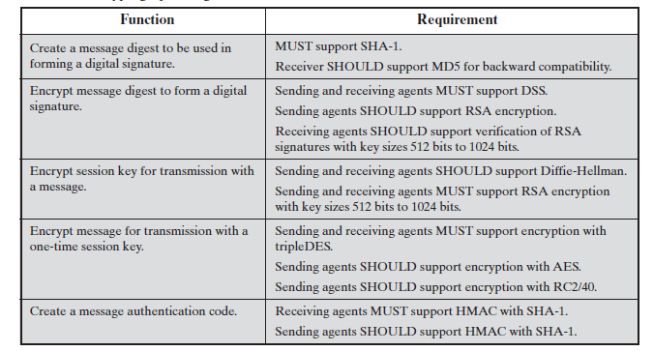 Function
Requirement
Create a message digest to be used in
forming a digital signature.
MUST support SHA-1.
Receiver SHOULD support MD5 for backward compatibility.
Encrypt message digest to form a digital
signature.
Sending and receiving agents MUST support DSS.
Sending agents SHOULD support RSA encryption.
Receiving agents SHOULD support verification of RSA
signatures with key sizes 512 bits to 1024 bits.
Encrypt session key for transmission with
a message.
Sending and receiving agents SHOULD support Diffie-Hellman.
Sending and receiving agents MUST support RSA encryption
with key sizes 512 bits to 1024 bits.
Encrypt message for transmission with a
one-time session key.
Sending and receiving agents MUST support encryption with
tripleDES.
Sending agents SHOULD support encryption with AES.
Sending agents SHOULD support encryption with RC2/40.
Create a message authentication code.
Receiving agents MUST support HMAC with SHA-1.
Sending agents SHOULD support HMAC with SHA-1.